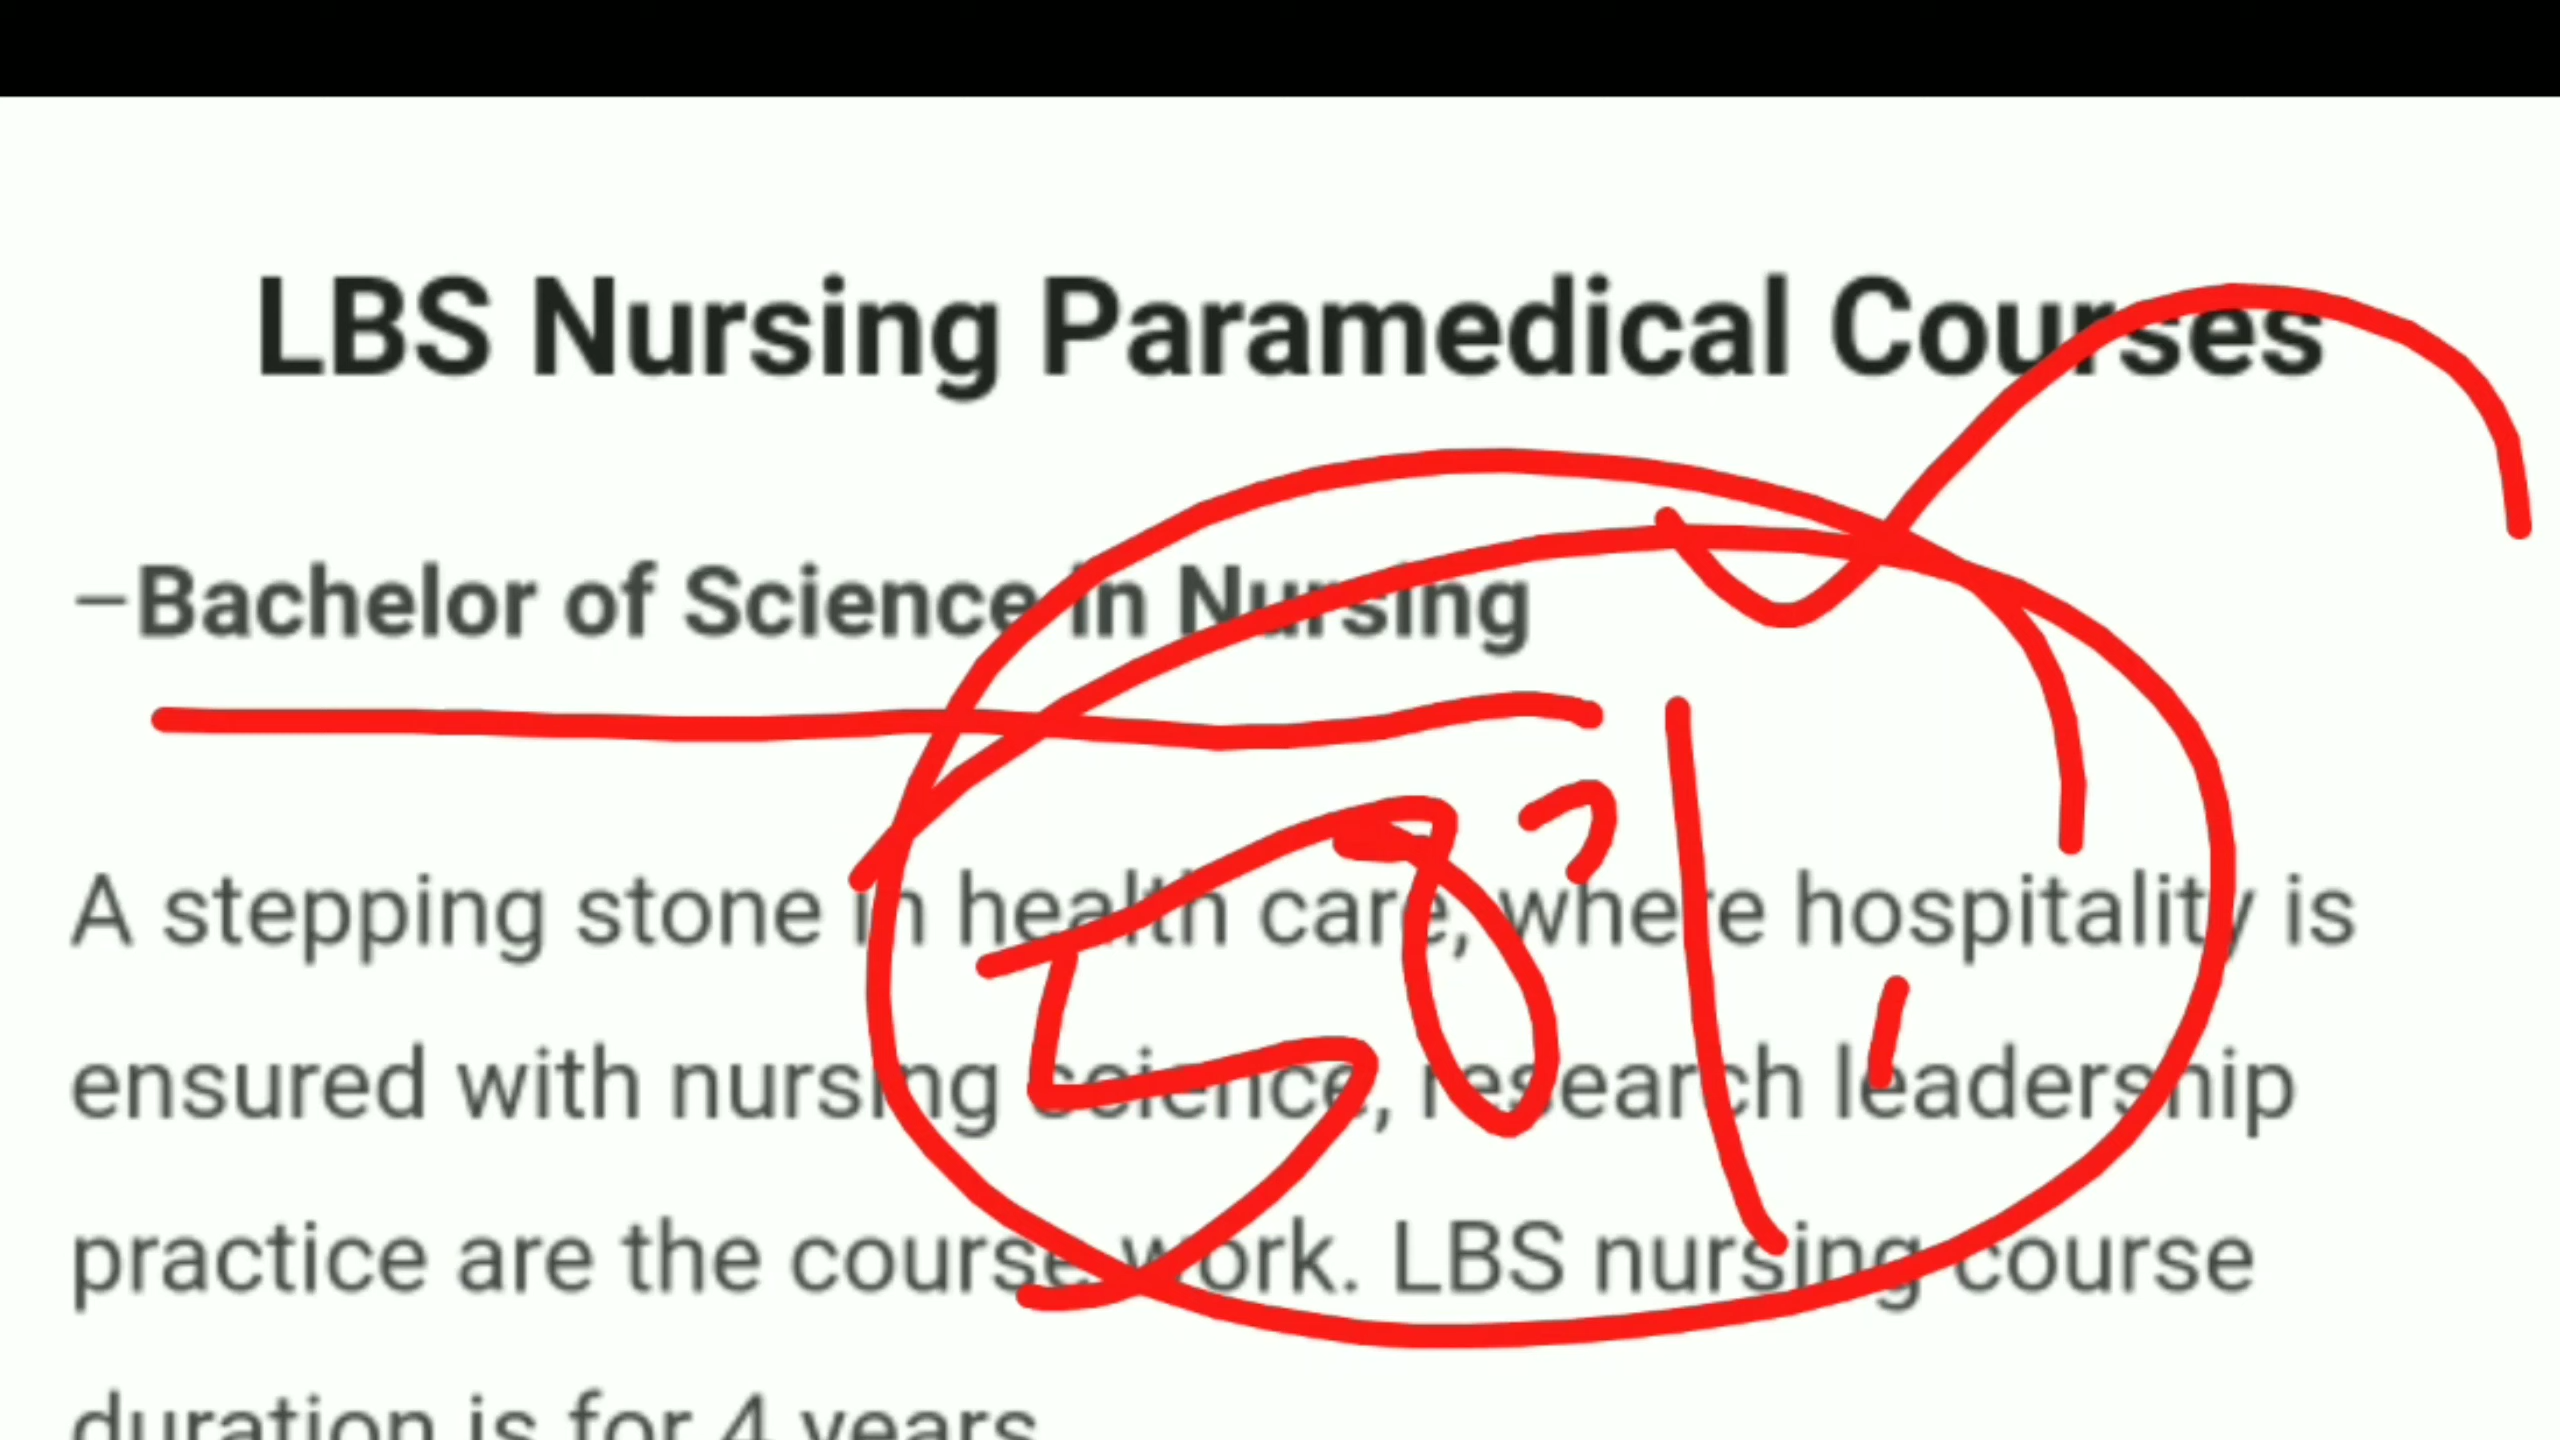 LBS Nursing Paramedical Courses
–Bachelor of Science in Nursing
A stepping stone in health care, where hospitality is
ensured with nursing science, research leadership
practice are the course work. LBS nursing course
duration is for 4 years
50%